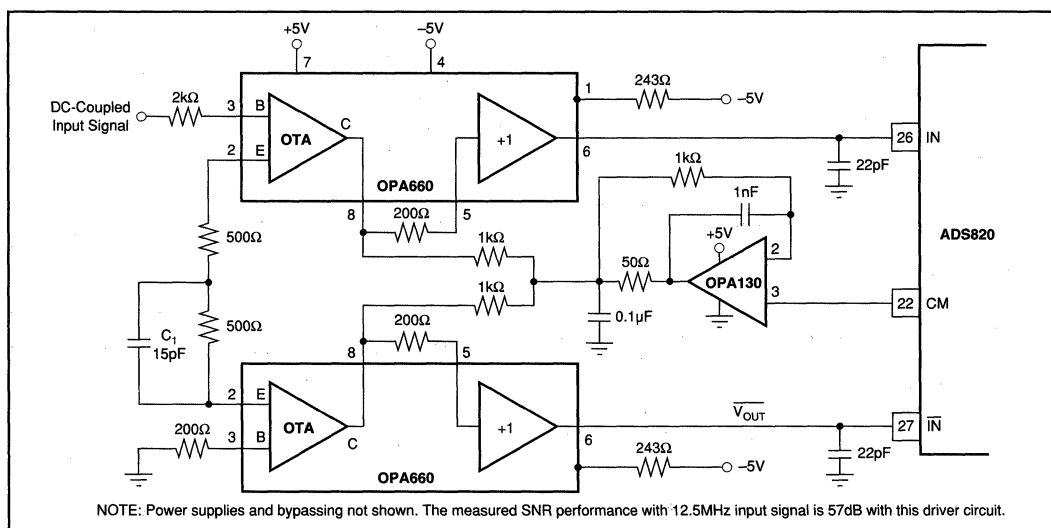 +5V
–5V
7
4
DC-Coupled
Input Signal
2kΩ
3
B
C
OTA
2
E
+1
1
243Ω
–5V
6
OPA660
26
IN
22pF
8
200Ω
5
1kΩ
1nF
ADS820
500Ω
1kΩ
+5V
2
50Ω
OPA130
3
22
CM
1kΩ
0.1µF
C1
15pF
500Ω
200Ω
8
5
2
E
OTA
200Ω
3
B
C
+1
VOUT
6
27
IN
243Ω
–5V
22pF
OPA660
NOTE: Power supplies and bypassing not shown. The measured SNR performance with 12.5MHz input signal is 57dB with this driver circuit.